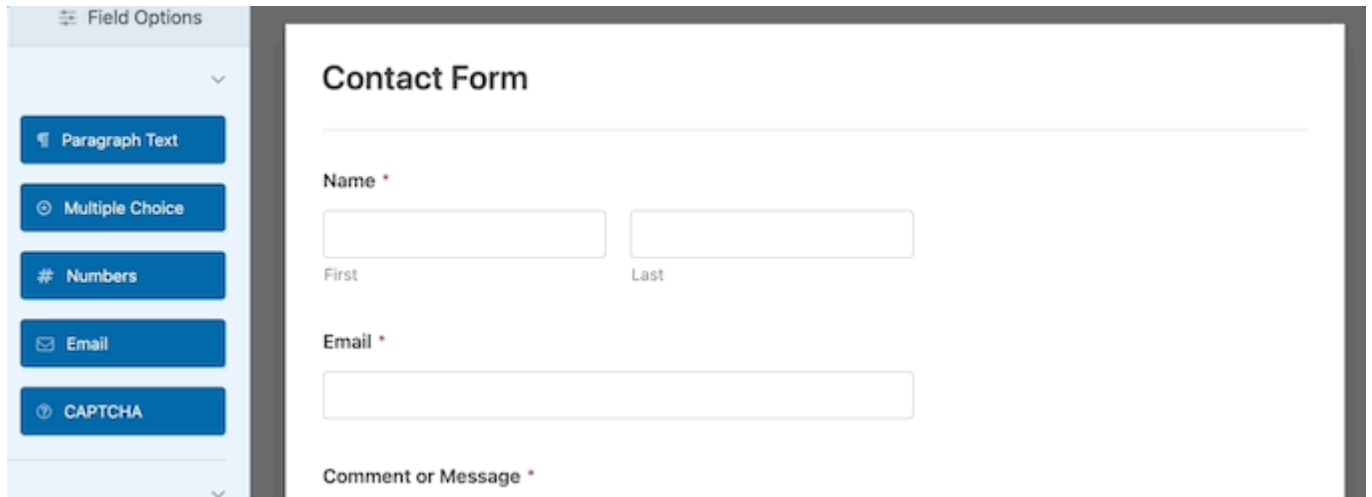 Field Options
Paragraph Text
Multiple Choice
# Numbers
Email
CAPTCHA
Contact Form
Name *
First Last
Email *
Comment or Message *